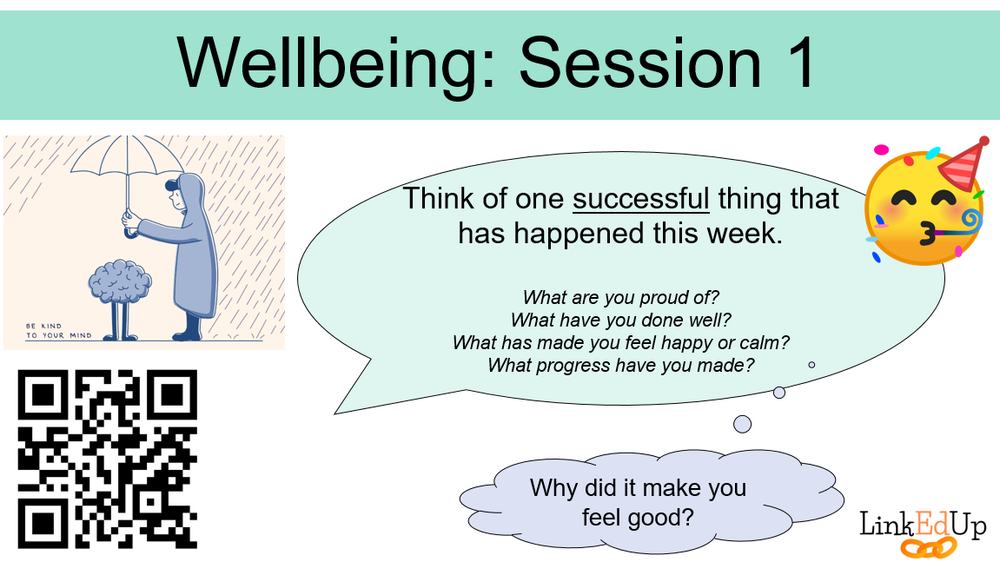 Wellbeing: Session 1
BE KIND
TO YOUR MIND
Think of one successful thing that
has happened this week.
What are you proud of?
What have you done well?
What has made you feel happy or calm?
What progress have you made?
Why did it make you
feel good?
LinkEdUp